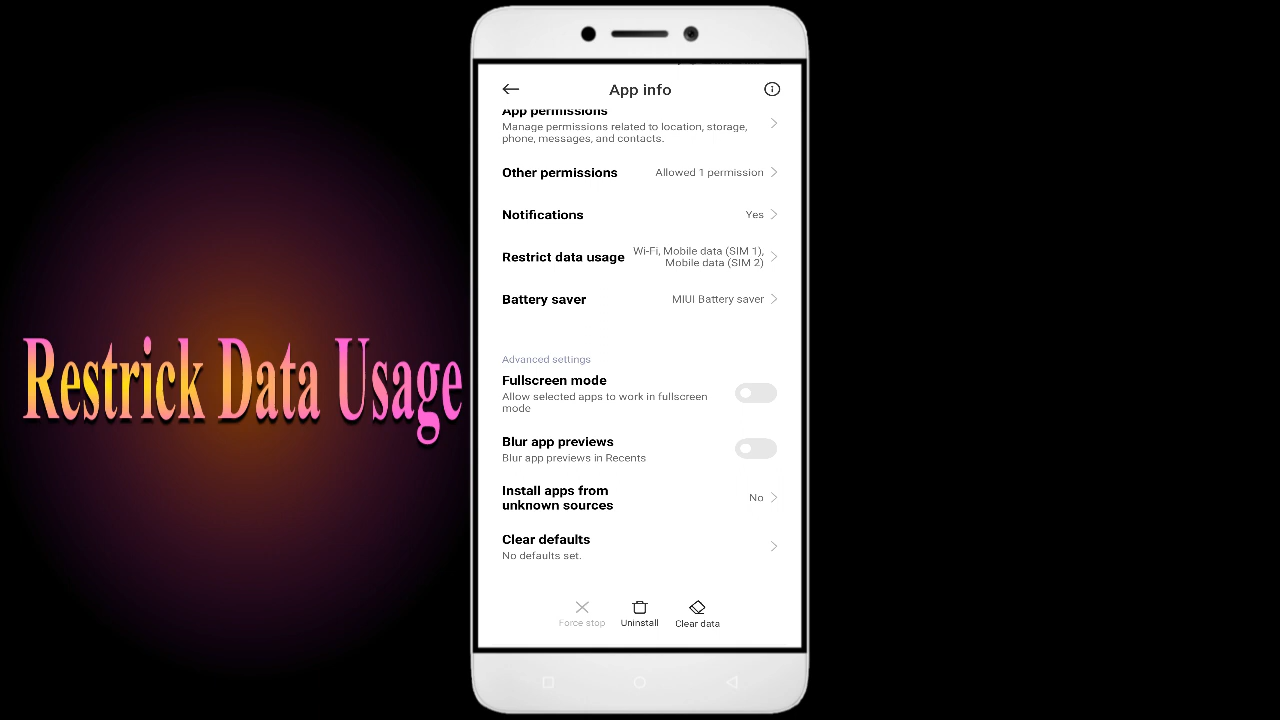 App info
App permissions
Manage permissions related to location, storage,
phone, messages, and contacts.
Other permissions
Allowed 1 permission
Notifications
Yes
Restrict data usage
Wi-Fi, Mobile data (SIM 1),
Mobile data (SIM 2)
Battery saver
MIUI Battery saver
Restrick Data Usage
Advanced settings
Fullscreen mode
Allow selected apps to work in fullscreen
mode
Blur app previews
Blur app previews in Recents
Install apps from
unknown sources
No
Clear defaults
No defaults set.
Force stop
Uninstall
Clear data